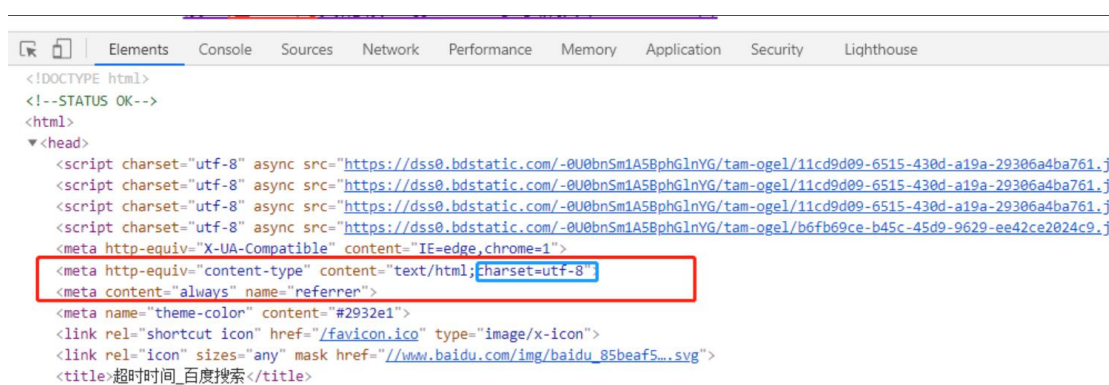 Elements Console Sources Network Performance Memory Application Security Lighthouse
<!DOCTYPE html>
<!--STATUS OK-->
<html>
▼<head>
<script charset="utf-8" async src="https://dss0.bdstatic.com/-0U0bnSm1A5BphGlnYG/tam-ogel/11cd9d09-6515-430d-a19a-29306a4ba761.j
<script charset="utf-8" async src="https://dss0.bdstatic.com/-0U0bnSm1A5BphGlnYG/tam-ogel/11cd9d09-6515-430d-a19a-29306a4ba761.j
<script charset="utf-8" async src="https://dss0.bdstatic.com/-0U0bnSm1A5BphGlnYG/tam-ogel/11cd9d09-6515-430d-a19a-29306a4ba761.j
<script charset="utf-8" async src="https://dss0.bdstatic.com/-0U0bnSm1A5BphGlnYG/tam-ogel/b6fb69ce-b45c-45d9-9629-ee42ce2024c9.j
<meta http-equiv="X-UA-Compatible" content="IE=edge,chrome=1">
<meta http-equiv="content-type" content="text/html;charset=utf-8">
<meta content="always" name="referrer">
<meta name="theme-color" content="#2932e1">
<link rel="shortcut icon" href="/favicon.ico" type="image/x-icon">
<link rel="icon" sizes="any" mask href="//www.baidu.com/img/baidu_85beaf5….svg">
<title>超时时间_百度搜索</title>